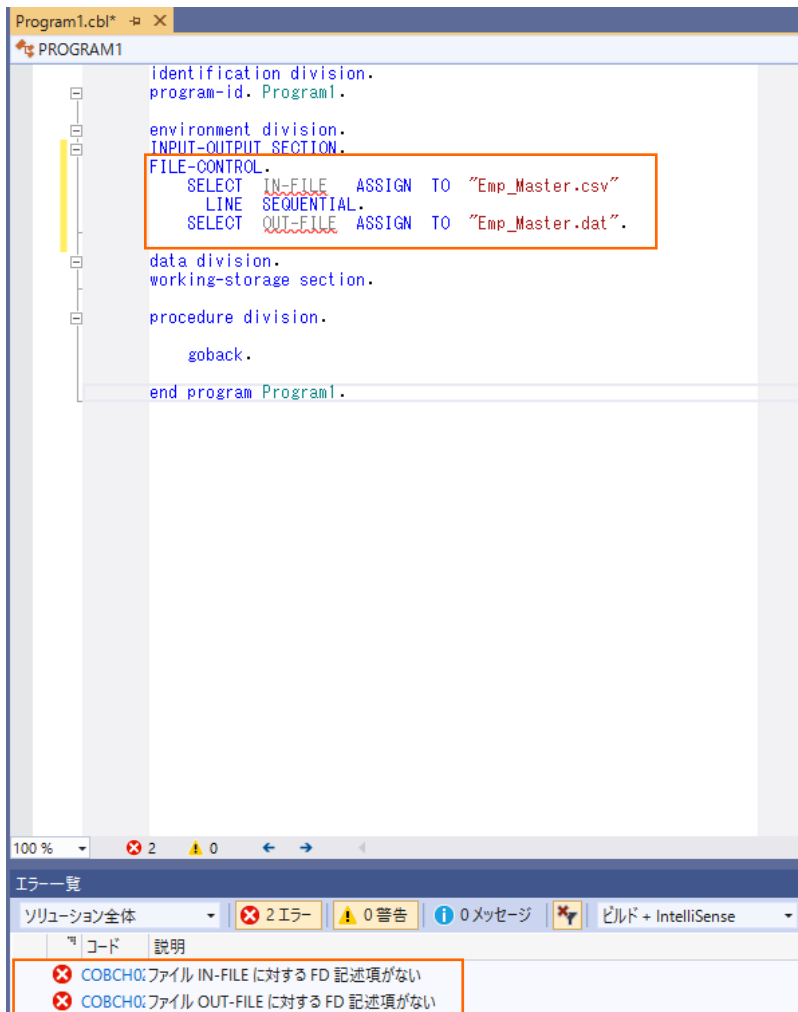 Program1.cbl*
PROGRAM1
identification division.
program-id. Program1.
environment division.
INPUT-OUTPUT SECTION.
FILE-CONTROL.
SELECT IN-FILE ASSIGN TO "Emp_Master.csv"
LINE SEQUENTIAL.
SELECT OUT-FILE ASSIGN TO "Emp_Master.dat".
data division.
working-storage section.
procedure division.
goback.
end program Program1.
100 % 2 0
エラー一覧
ソリューション全体 2 エラー 0 警告 0 メッセージ ビルド + IntelliSense
コード 説明
COBCH02 ファイル IN-FILE に対する FD 記述項がない
COBCH02 ファイル OUT-FILE に対する FD 記述項がない